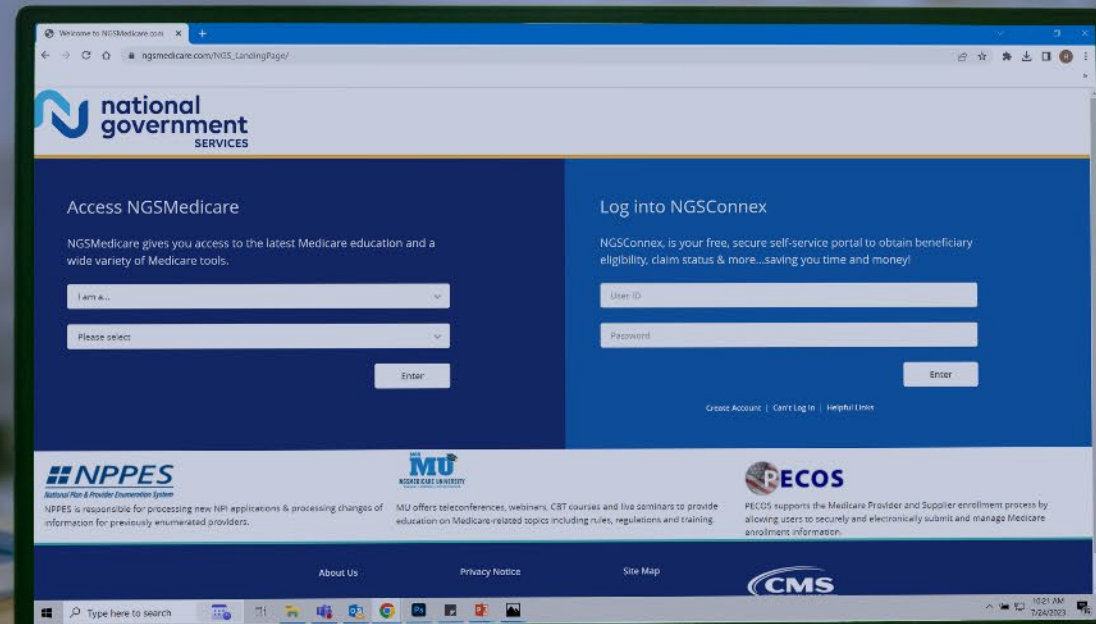 Welcome to NGSMedicare.com
ngsmedicare.com/NGS_LandingPage/
national
government
SERVICES
Access NGSMedicare
NGSMedicare gives you access to the latest Medicare education and a
wide variety of Medicare tools.
I am a...
Please select
Enter
Log into NGSConnex
NGSConnex, is your free, secure self-service portal to obtain beneficiary
eligibility, claim status & more...saving you time and money!
User ID
Password
Enter
Create Account | Can't Log In | Helpful Links
NPPES
National Plan & Provider Enumeration System
NPPES is responsible for processing new NPI applications & processing changes of
information for previously enumerated providers.
MU
NGSMEDICARE UNIVERSITY
MU offers teleconferences, webinars, CBT courses and live seminars to provide
education on Medicare-related topics including rules, regulations and training.
PECOS
PECOS supports the Medicare Provider and Supplier enrollment process by
allowing users to securely and electronically submit and manage Medicare
enrollment information.
About Us
Privacy Notice
Site Map
CMS
Type here to search
Ps
10:21 AM
7/24/2023